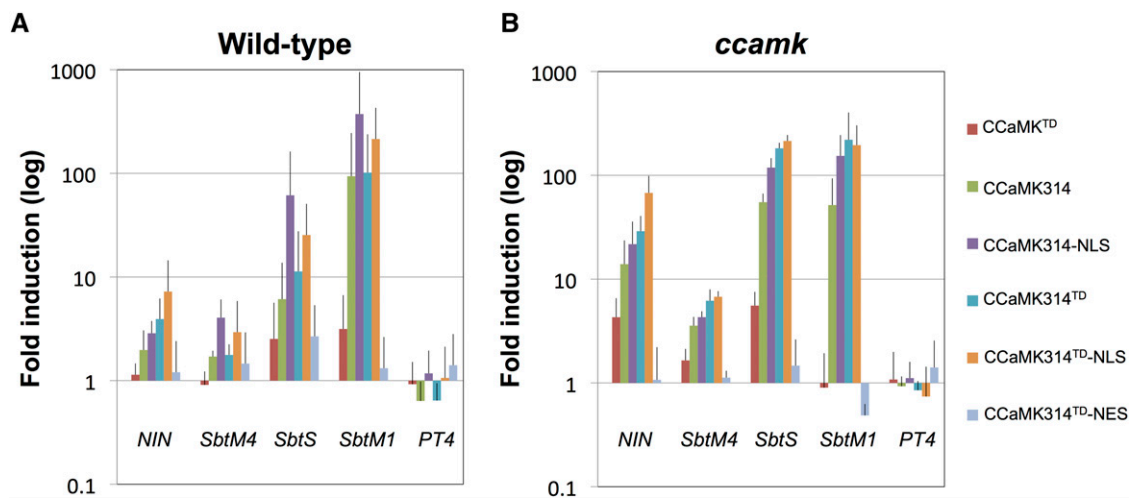 A
Wild-type
Fold induction (log)
1000
100
10
1
0.1
NIN
SbtM4
SbtS
SbtM1
PT4
B
ccamk
Fold induction (log)
1000
100
10
1
0.1
NIN
SbtM4
SbtS
SbtM1
PT4
CCaMKTD
CCaMK314
CCaMK314-NLS
CCaMK314TD
CCaMK314TD-NLS
CCaMK314TD-NES